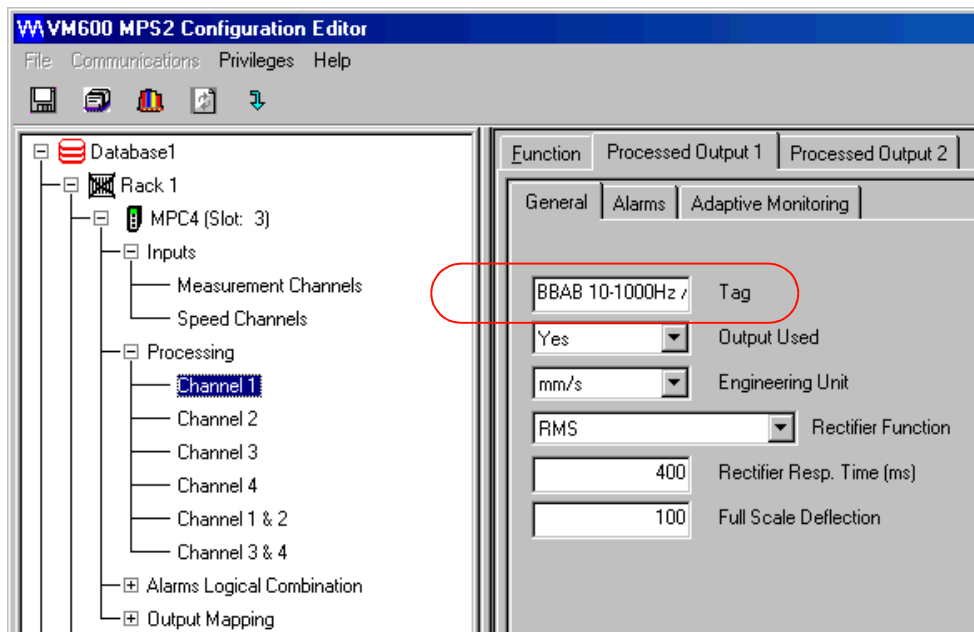 VM600 MPS2 Configuration Editor
File Communications Privileges Help
Database1
Rack 1
MPC4 (Slot: 3)
Inputs
Measurement Channels
Speed Channels
Processing
Channel 1
Channel 2
Channel 3
Channel 4
Channel 1 & 2
Channel 3 & 4
Alarms Logical Combination
Output Mapping
Function Processed Output 1 Processed Output 2
General Alarms Adaptive Monitoring
BBAB 10-1000Hz Tag
Yes Output Used
mm/s Engineering Unit
RMS Rectifier Function
400 Rectifier Resp. Time (ms)
100 Full Scale Deflection